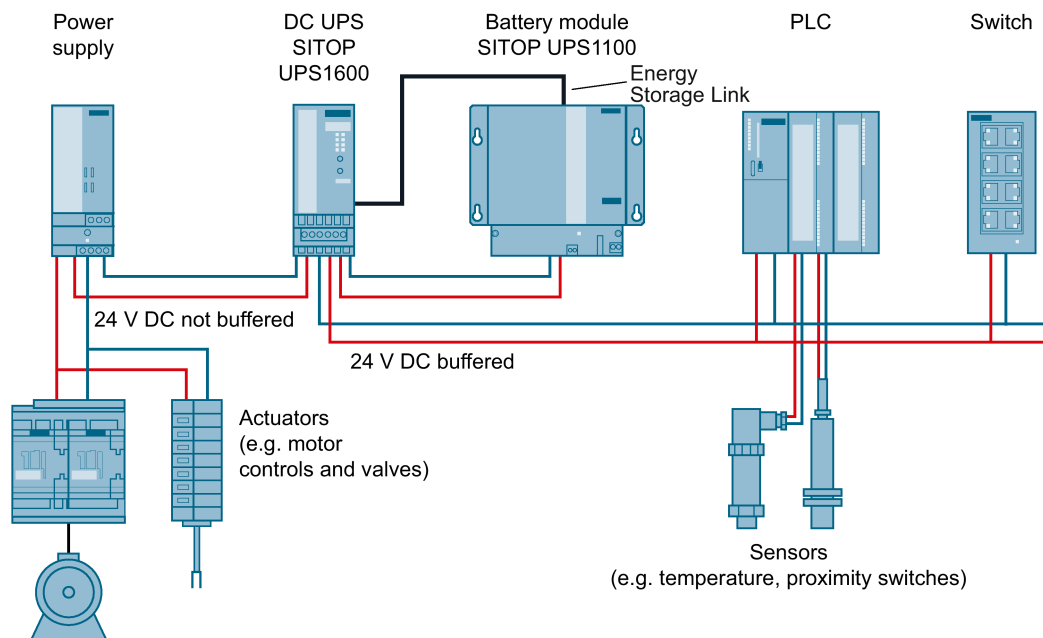 Power
supply
DC UPS
SITOP
UPS1600
Battery module
SITOP UPS1100
PLC
Switch
Energy
Storage Link
24 V DC not buffered
24 V DC buffered
Actuators
(e.g. motor
controls and valves)
Sensors
(e.g. temperature, proximity switches)